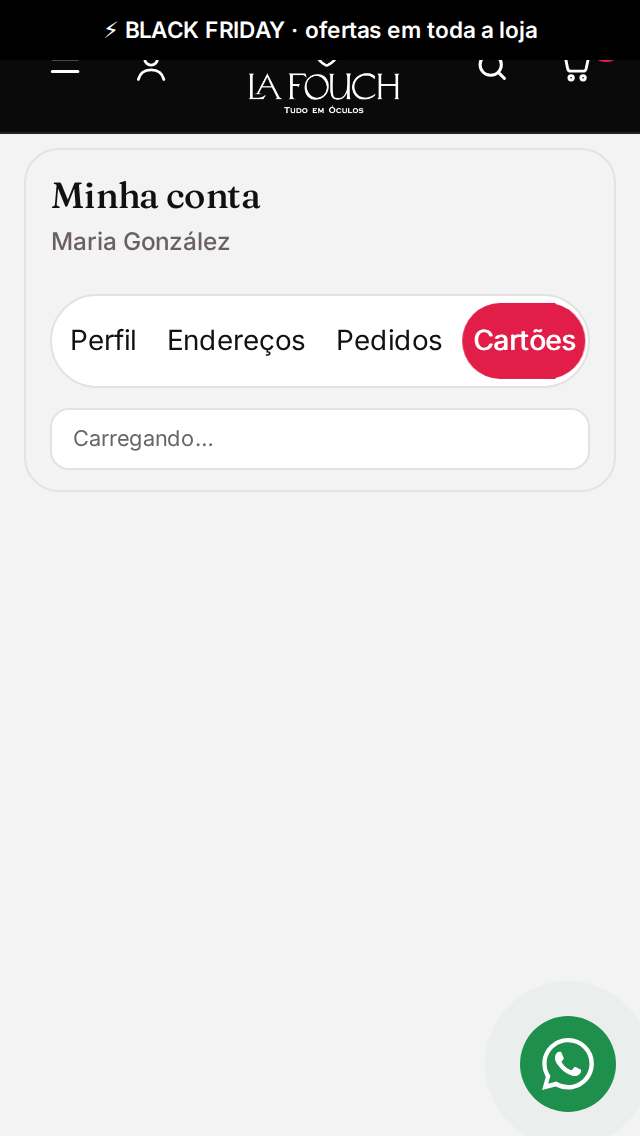 ⚡ BLACK FRIDAY · ofertas em toda a loja
LA FOUCH
Tudo em Óculos
Minha conta
Maria González
Perfil Endereços Pedidos Cartões
Carregando...